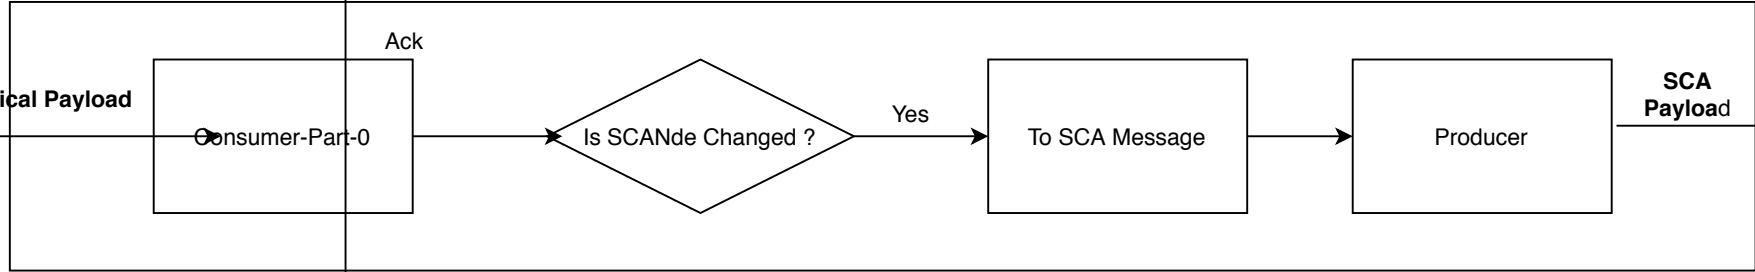 Ack
ical Payload
Consumer-Part-0
Is SCANde Changed ?
Yes
To SCA Message
Producer
SCA
Payload